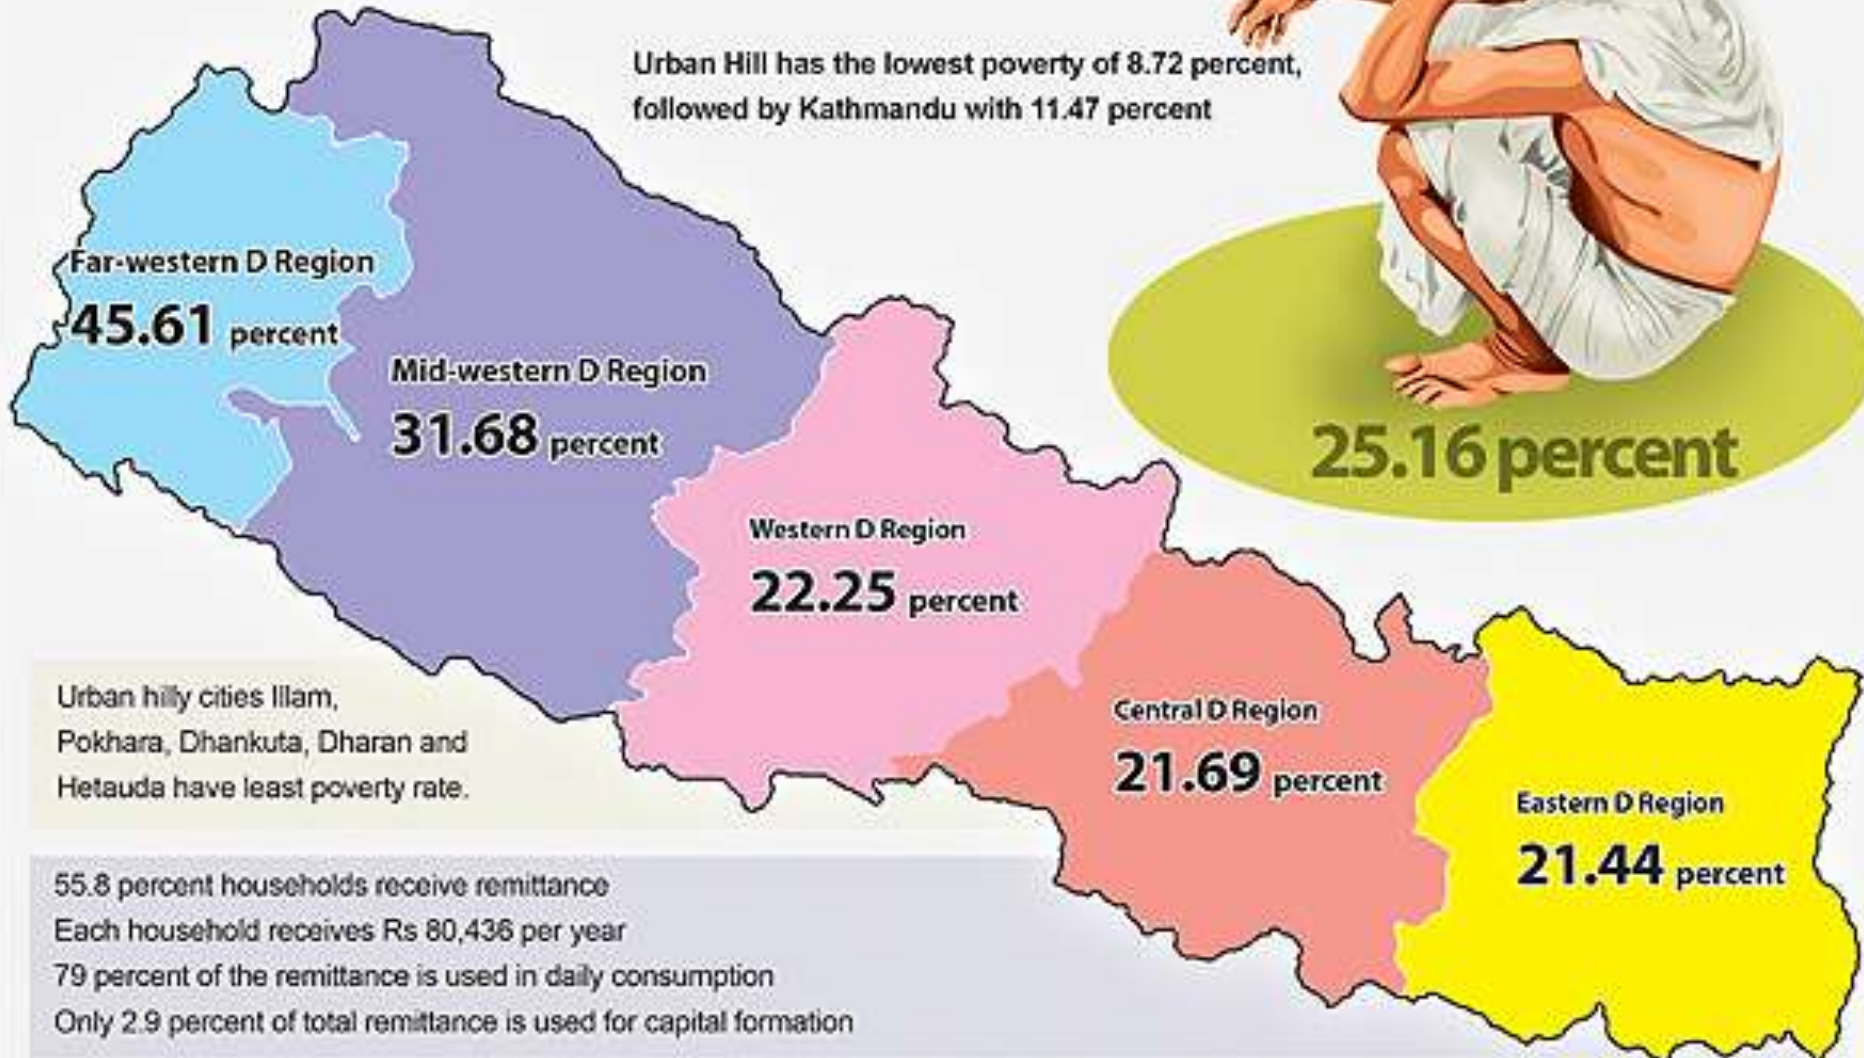 Urban Hill has the lowest poverty of 8.72 percent,
followed by Kathmandu with 11.47 percent
Far-western D Region
45.61 percent
Mid-western D Region
31.68 percent
25.16 percent
Western D Region
22.25 percent
Central D Region
21.69 percent
Eastern D Region
21.44 percent
Urban hilly cities Illam,
Pokhara, Dhankuta, Dharan and
Hetauda have least poverty rate.
55.8 percent households receive remittance
Each household receives Rs 80,436 per year
79 percent of the remittance is used in daily consumption
Only 2.9 percent of total remittance is used for capital formation